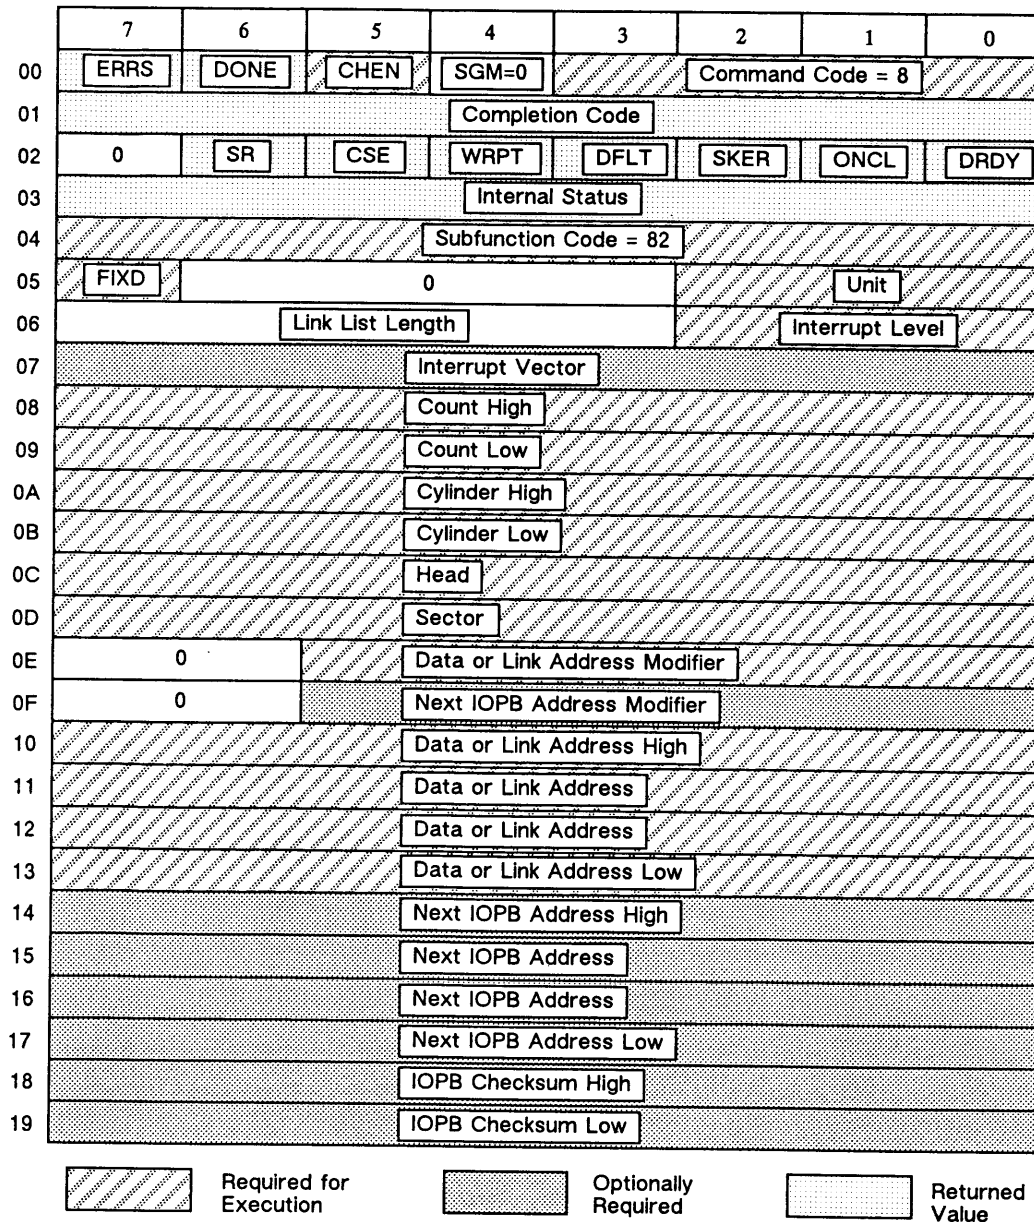 7 6 5 4 3 2 1 0
00 ERRS DONE CHEN SGM=0 Command Code = 8
01 Completion Code
02 0 SR CSE WRPT DFLT SKER ONCL DRDY
03 Internal Status
04 Subfunction Code = 82
05 FIXD 0 Unit
06 Link List Length Interrupt Level
07 Interrupt Vector
08 Count High
09 Count Low
0A Cylinder High
0B Cylinder Low
0C Head
0D Sector
0E 0 Data or Link Address Modifier
0F 0 Next IOPB Address Modifier
10 Data or Link Address High
11 Data or Link Address
12 Data or Link Address
13 Data or Link Address Low
14 Next IOPB Address High
15 Next IOPB Address
16 Next IOPB Address
17 Next IOPB Address Low
18 IOPB Checksum High
19 IOPB Checksum Low
Required for Execution
Optionally Required
Returned Value